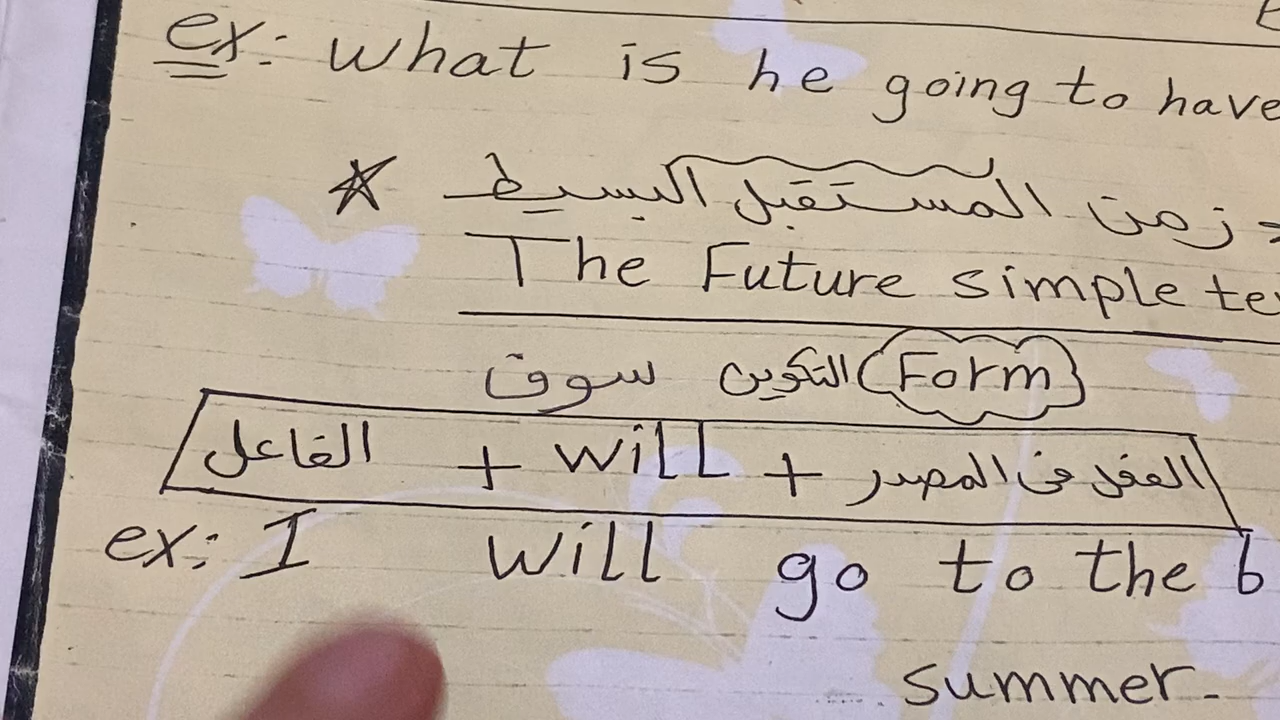 ex: What is he going to have
* زمن المستقبل البسيط
The Future simple
Form التكوين سوف
الفاعل + will + الفعل فى المصدر
ex: I will go to the
summer.